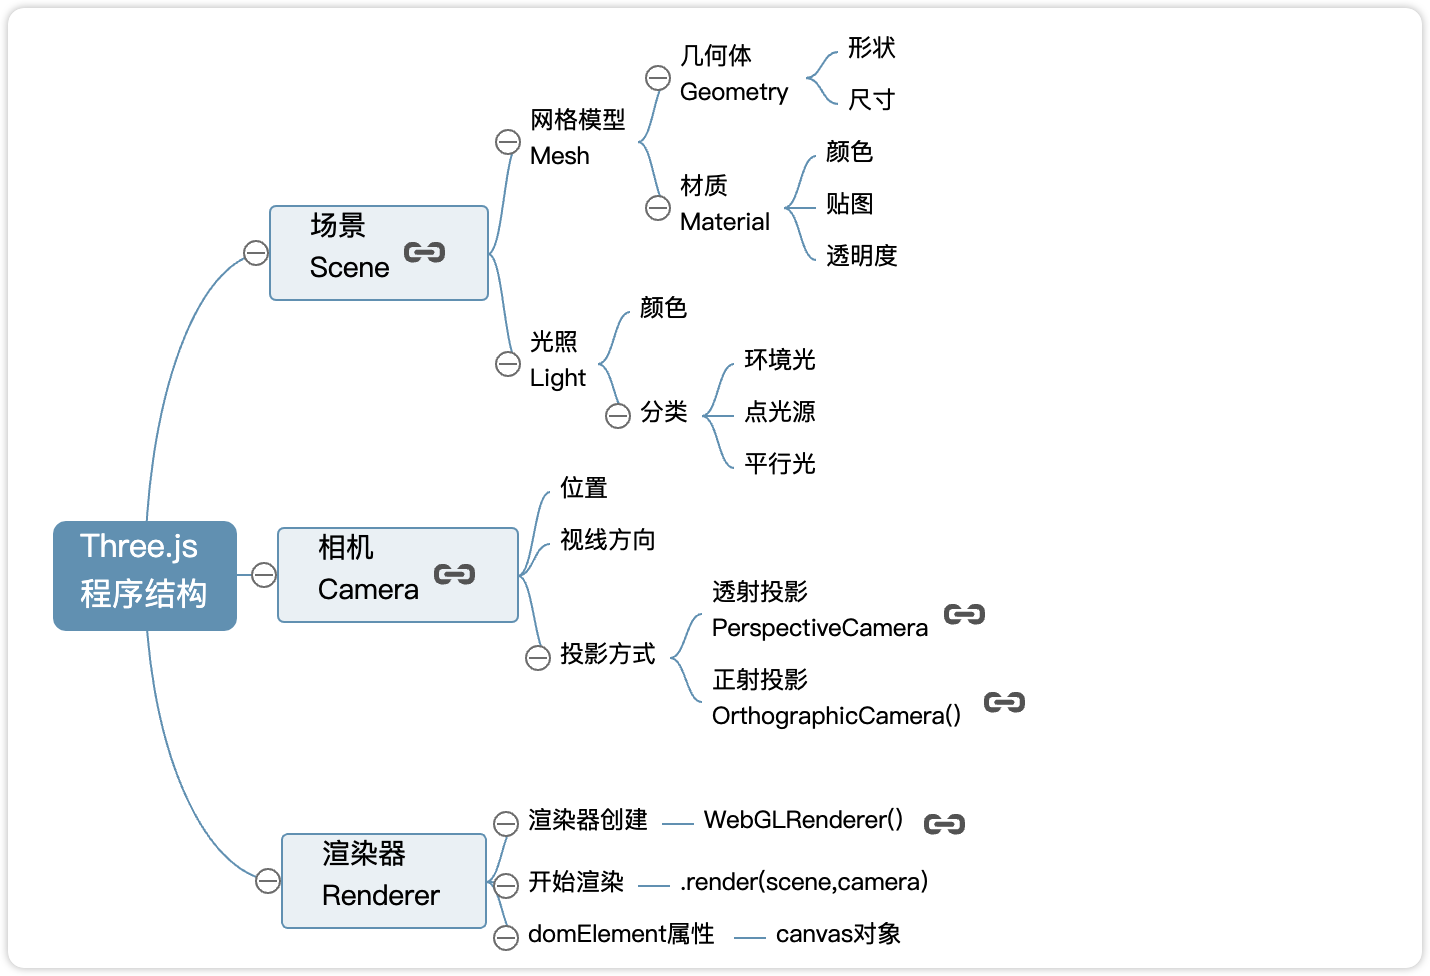 Three.js
程序结构
场景
Scene
网格模型
Mesh
几何体
Geometry
形状
尺寸
材质
Material
颜色
贴图
透明度
光照
Light
颜色
分类
环境光
点光源
平行光
相机
Camera
位置
视线方向
投影方式
透射投影
PerspectiveCamera
正射投影
OrthographicCamera()
渲染器
Renderer
渲染器创建
WebGLRenderer()
开始渲染
.render(scene,camera)
domElement属性
canvas对象